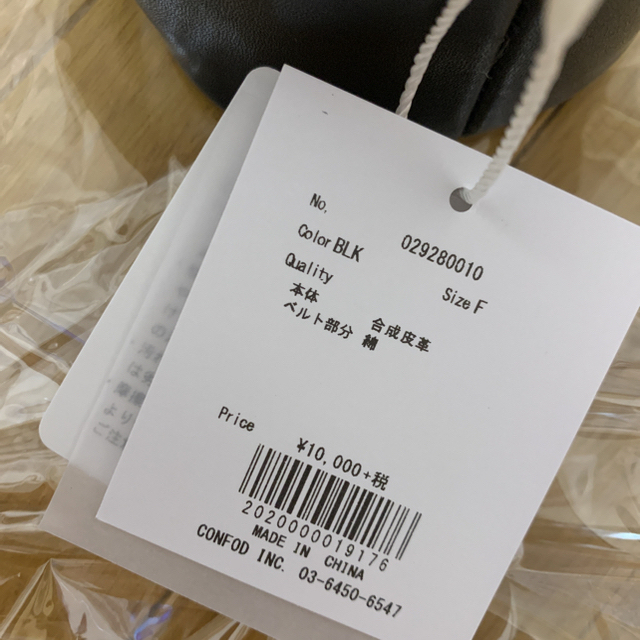 No. 029280010
Color BLK Size F
Quality
本体 合成皮革
ベルト部分 綿
Price
¥10,000+税
2020000019176
MADE IN CHINA
CONFOD INC. 03-6450-6547